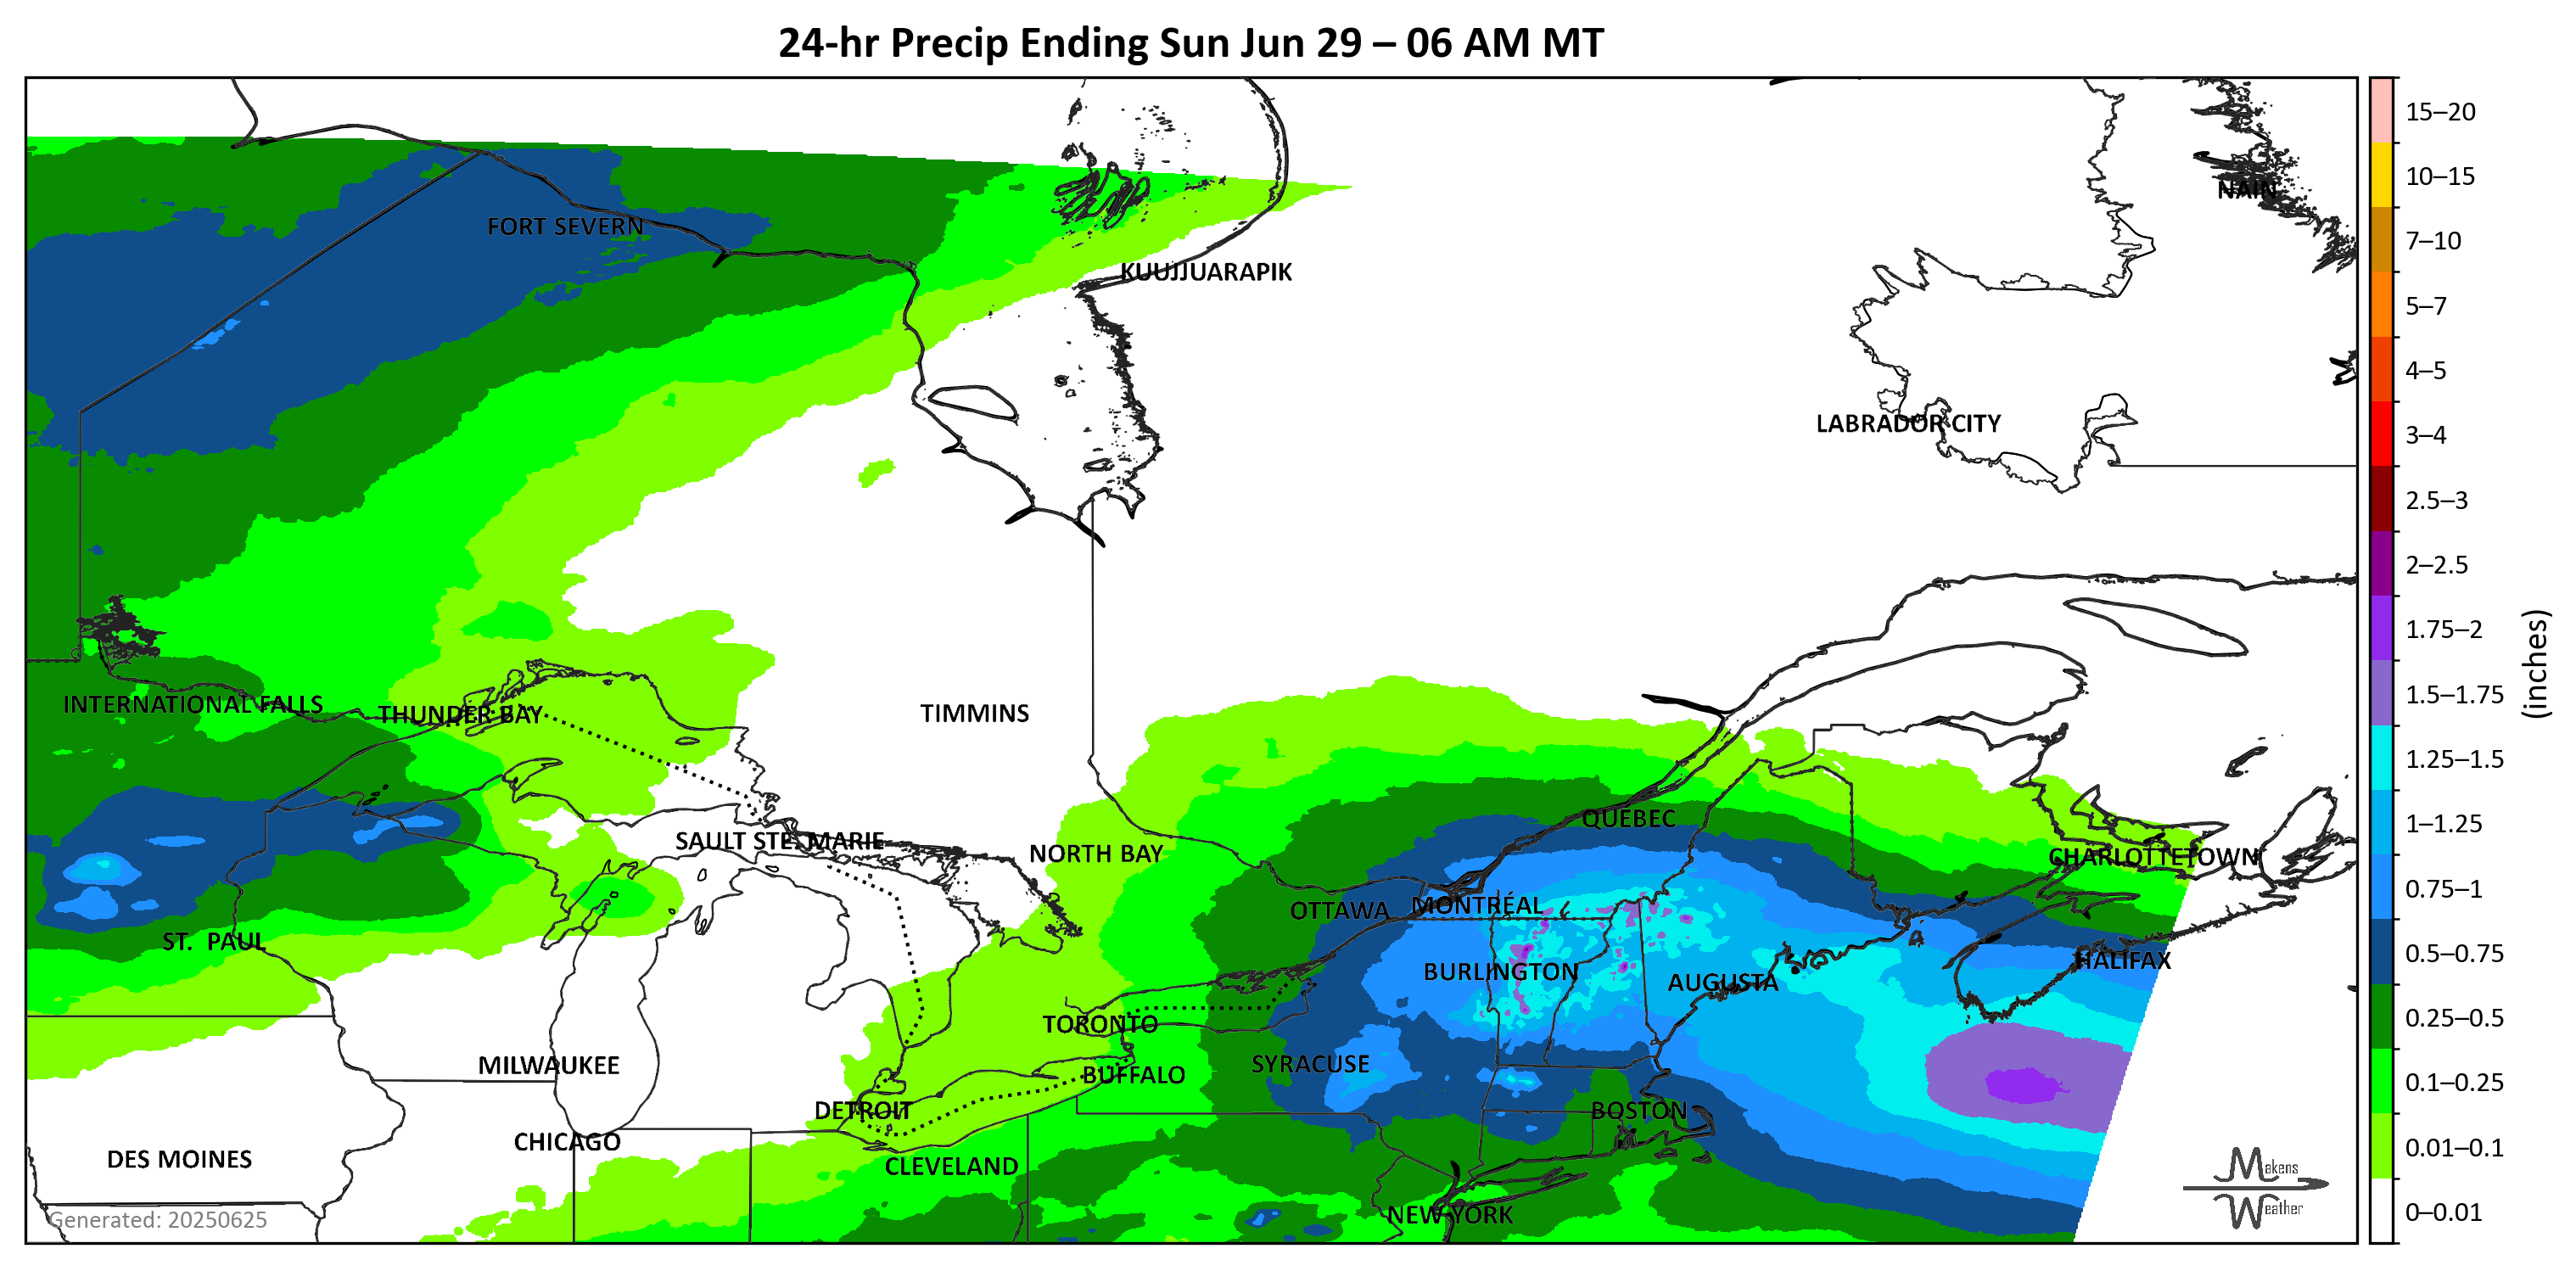 24-hr Precip Ending Sun Jun 29 – 06 AM MT
15–20
NAIN
10–15
FORT SEVERN
7–10
KUUJJUARAPIK
5–7
4–5
LABRADOR CITY
3–4
2.5–3
2–2.5
1.75–2
(inches)
1.5–1.75
INTERNATIONAL FALLS
THUNDER BAY
TIMMINS
1.25–1.5
QUÉBEC
1–1.25
SAULT STE. MARIE
NORTH BAY
CHARLOTTETOWN
0.75–1
OTTAWA
MONTRÉAL
ST. PAUL
0.5–0.75
HALIFAX
BURLINGTON
AUGUSTA
TORONTO
0.25–0.5
MILWAUKEE
SYRACUSE
BUFFALO
0.1–0.25
DETROIT
BOSTON
CHICAGO
0.01–0.1
DES MOINES
CLEVELAND
Makens
Weather
NEW YORK
0–0.01
Generated: 20250625